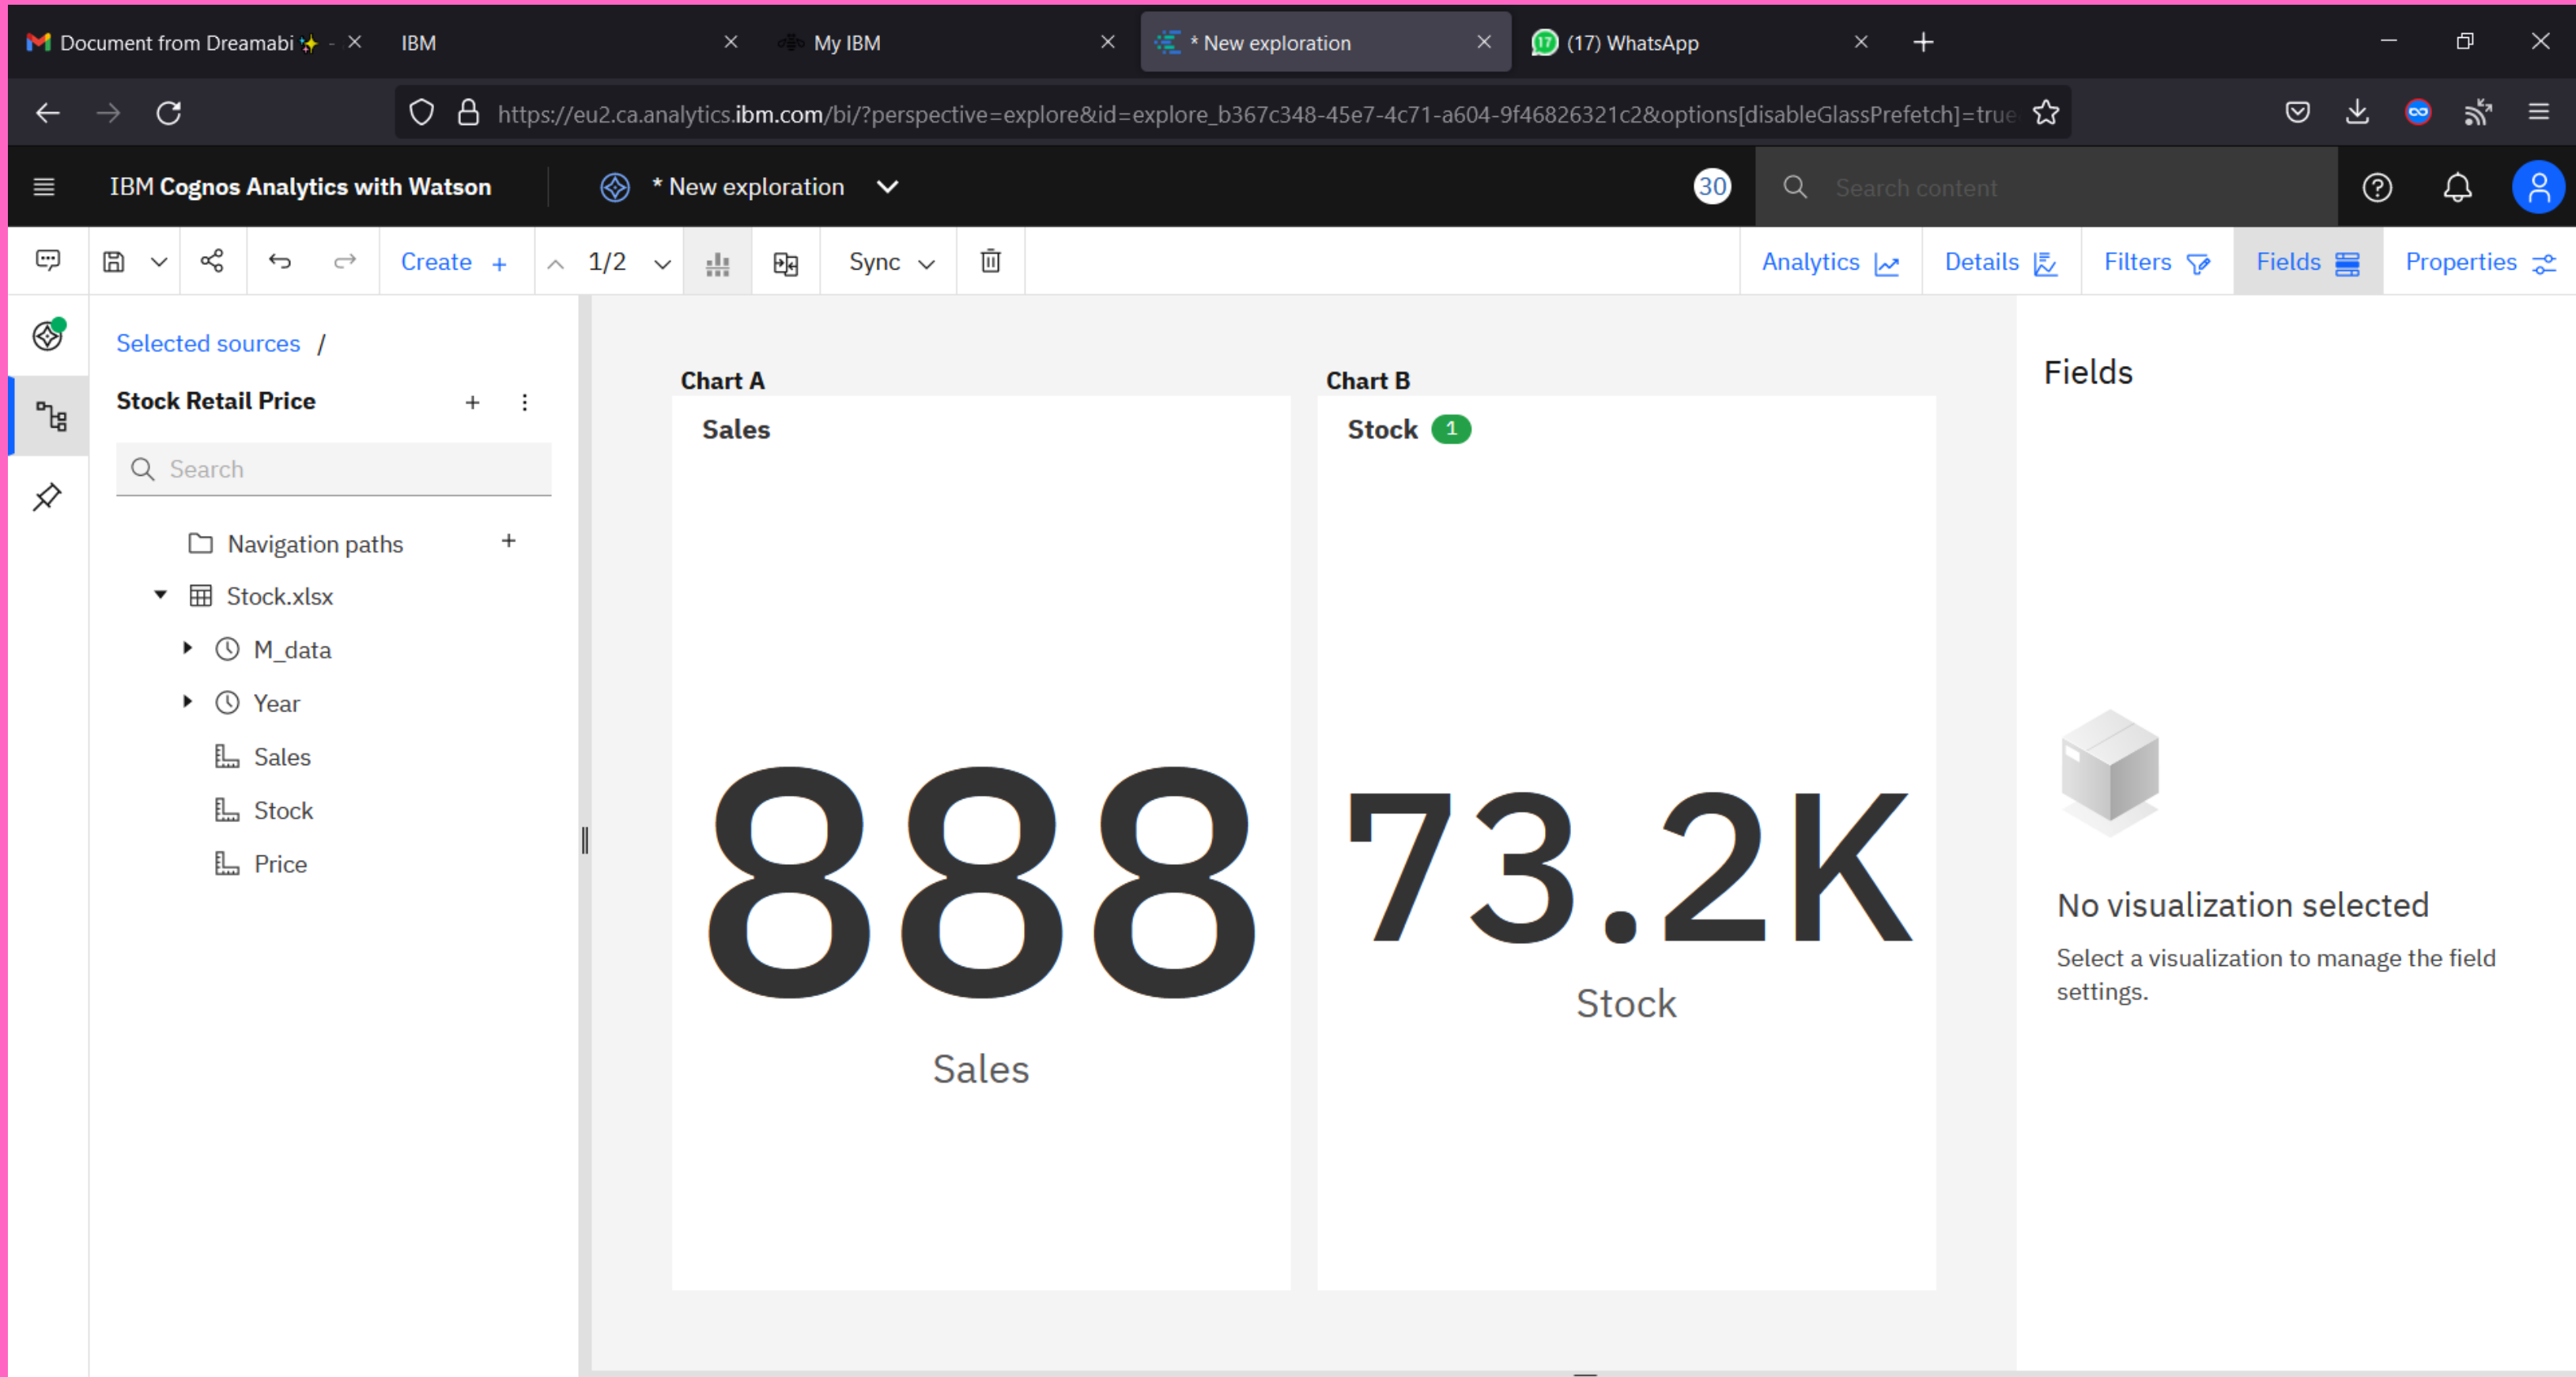 Document from Dreamabi✨ -
IBM
My IBM
* New exploration
17
(17) WhatsApp
https://eu2.ca.analytics.ibm.com/bi/?perspective=explore&id=explore_b367c348-45e7-4c71-a604-9f46826321c2&options[disableGlassPrefetch]=true
IBM Cognos Analytics with Watson
* New exploration
30
Search content
Create +
1/2
Sync
Analytics
Details
Filters
Fields
Properties
Selected sources /
Stock Retail Price
Search
Navigation paths
Stock.xlsx
M_data
Year
Sales
Stock
Price
Chart A
Sales
888
Sales
Chart B
Stock 1
73.2K
Stock
Fields
No visualization selected
Select a visualization to manage the field
settings.